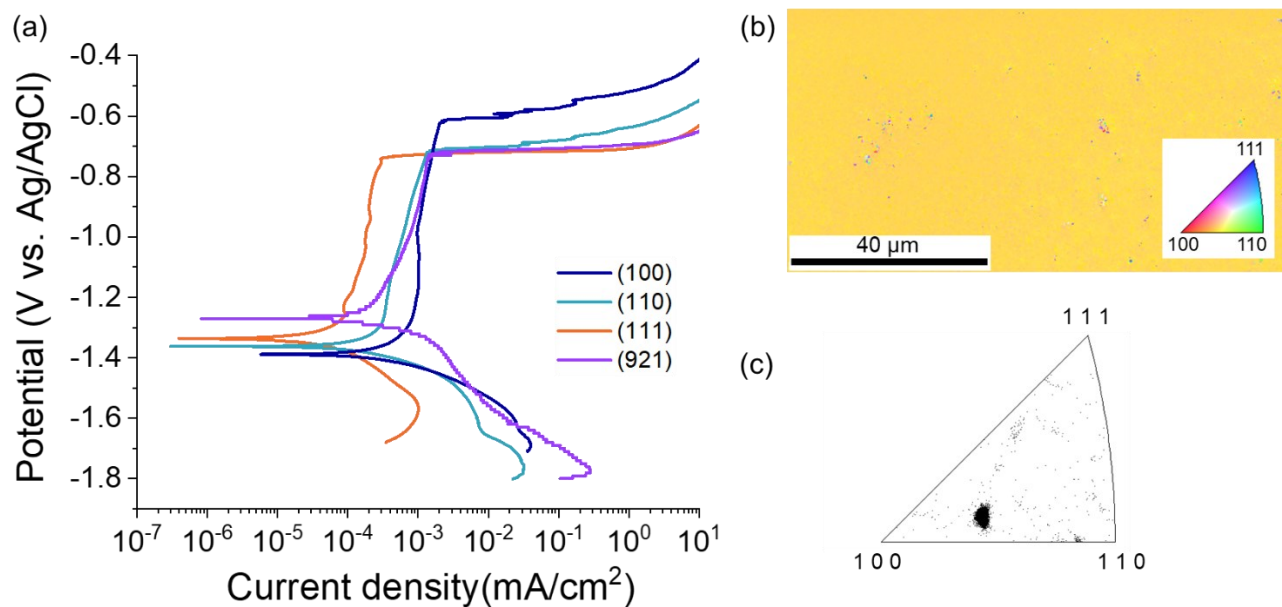 (a)
Potential (V vs. Ag/AgCl)
-0.4
-0.6
-0.8
-1.0
-1.2
-1.4
-1.6
-1.8
10⁻⁷
10⁻⁶
10⁻⁵
10⁻⁴
10⁻³
10⁻²
10⁻¹
10⁰
10¹
Current density(mA/cm²)
(100)
(110)
(111)
(921)
(b)
40 µm
111
100
110
(c)
1 1 1
1 0 0
1 1 0